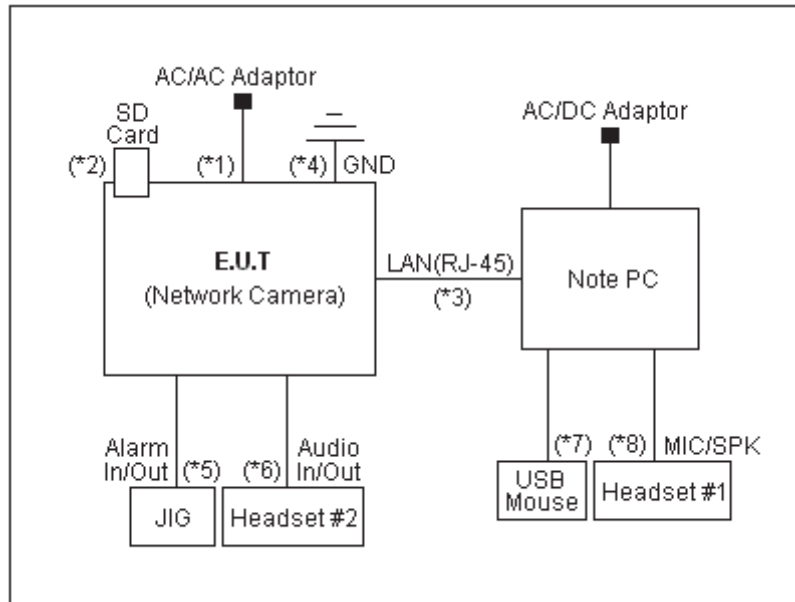 AC/AC Adaptor
SD
Card
AC/DC Adaptor
(*2)
(*1)
(*4)
GND
E.U.T
(Network Camera)
LAN(RJ-45)
(*3)
Note PC
Alarm
In/Out
(*5)
(*6)
Audio
In/Out
(*7)
(*8)
MIC/SPK
JIG
Headset #2
USB
Mouse
Headset #1